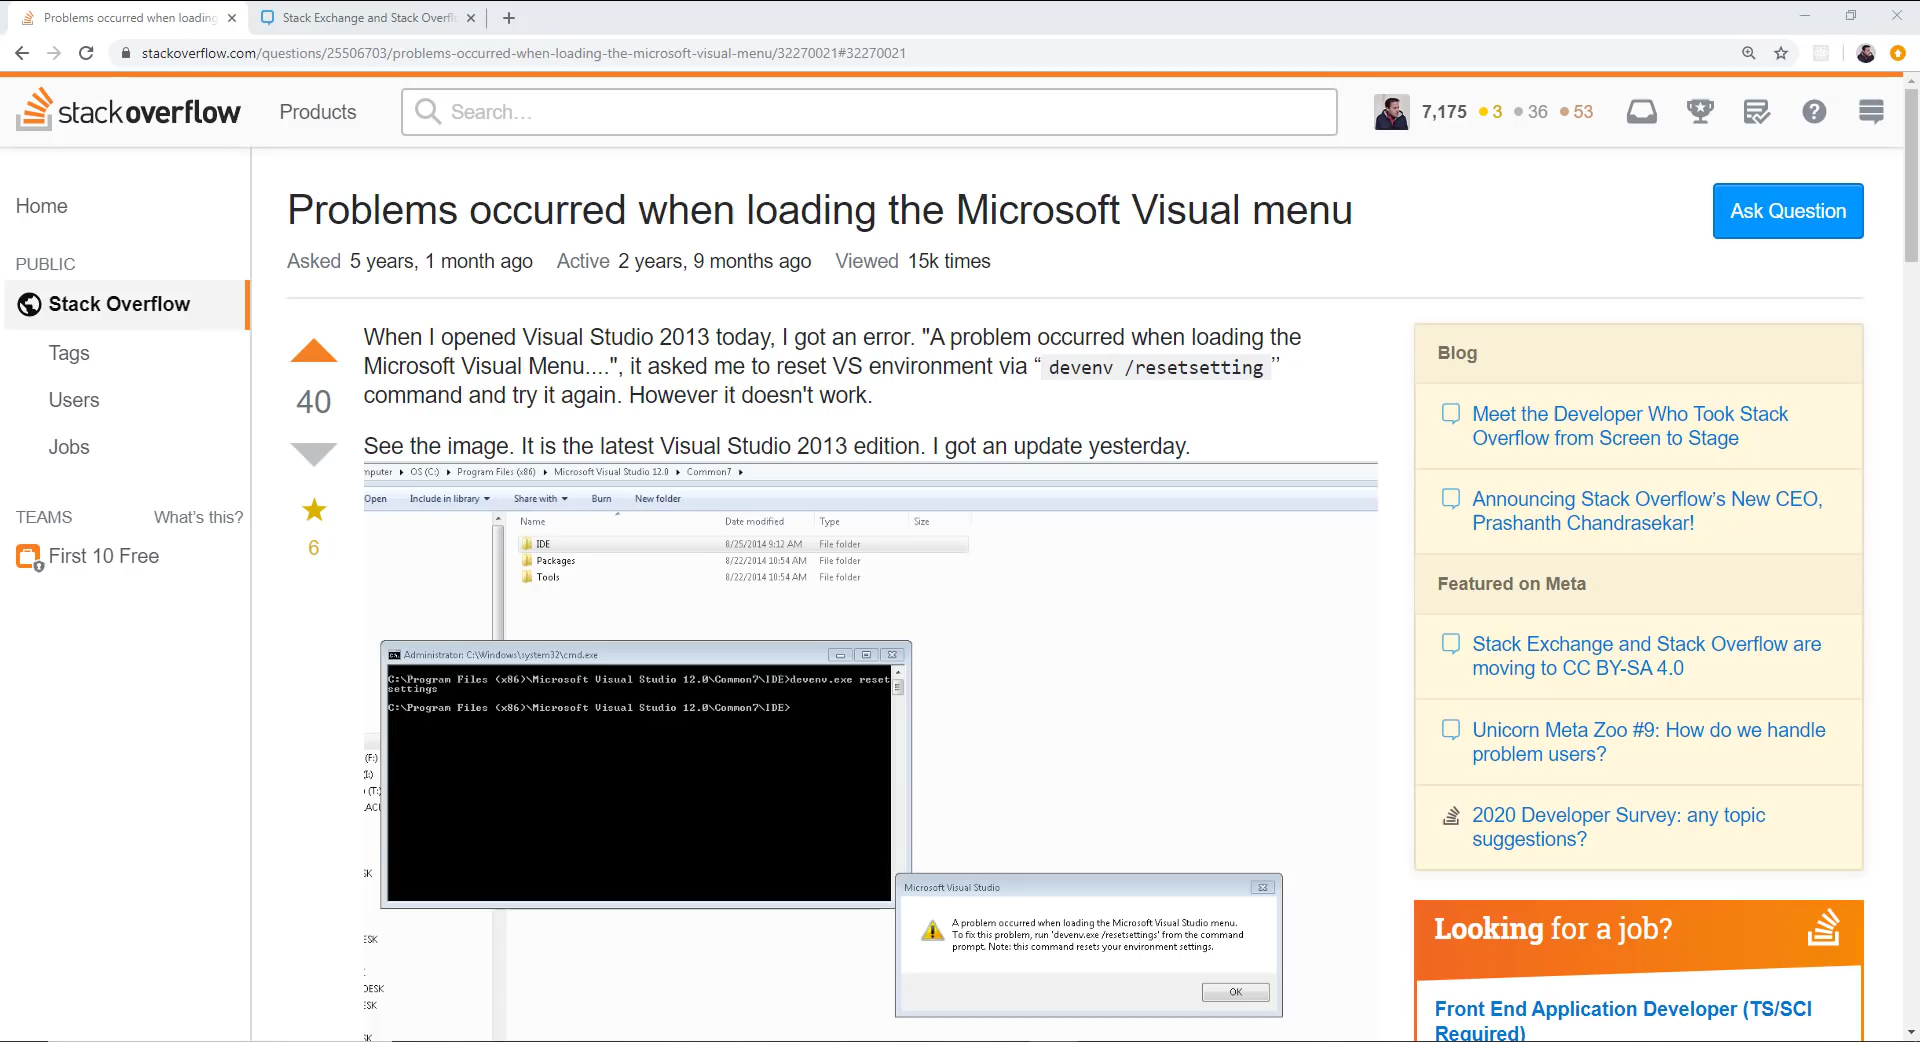 Problems occurred when loading
Stack Exchange and Stack Overfl
stackoverflow.com/questions/25506703/problems-occurred-when-loading-the-microsoft-visual-menu/32270021#32270021
stackoverflow
Products
Search…
7,175 3 36 53
Home
PUBLIC
Stack Overflow
Tags
Users
Jobs
TEAMS What's this?
First 10 Free
Problems occurred when loading the Microsoft Visual menu
Ask Question
Asked 5 years, 1 month ago Active 2 years, 9 months ago Viewed 15k times
40
6
When I opened Visual Studio 2013 today, I got an error. "A problem occurred when loading the
Microsoft Visual Menu....", it asked me to reset VS environment via “ devenv /resetsetting ”
command and try it again. However it doesn't work.
See the image. It is the latest Visual Studio 2013 edition. I got an update yesterday.
mputer OS (C:) Program Files (x86) Microsoft Visual Studio 12.0 Common7
Open Include in library Share with Burn New folder
Name Date modified Type Size
IDE 8/25/2014 9:12 AM File folder
Packages 8/22/2014 10:54 AM File folder
Tools 8/22/2014 10:54 AM File folder
Administrator: C:\Windows\system32\cmd.exe
C:\Program Files (x86)\Microsoft Visual Studio 12.0\Common7\IDE>devenv.exe reset
settings
C:\Program Files (x86)\Microsoft Visual Studio 12.0\Common7\IDE>
(F:)
(T:)
SK
ESK
DESK
ESK
SK
Microsoft Visual Studio
A problem occurred when loading the Microsoft Visual Studio menu.
To fix this problem, run 'devenv.exe /resetsettings' from the command
prompt. Note: this command resets your environment settings.
OK
Blog
Meet the Developer Who Took Stack
Overflow from Screen to Stage
Announcing Stack Overflow’s New CEO,
Prashanth Chandrasekar!
Featured on Meta
Stack Exchange and Stack Overflow are
moving to CC BY-SA 4.0
Unicorn Meta Zoo #9: How do we handle
problem users?
2020 Developer Survey: any topic
suggestions?
Looking for a job?
Front End Application Developer (TS/SCI
Required)